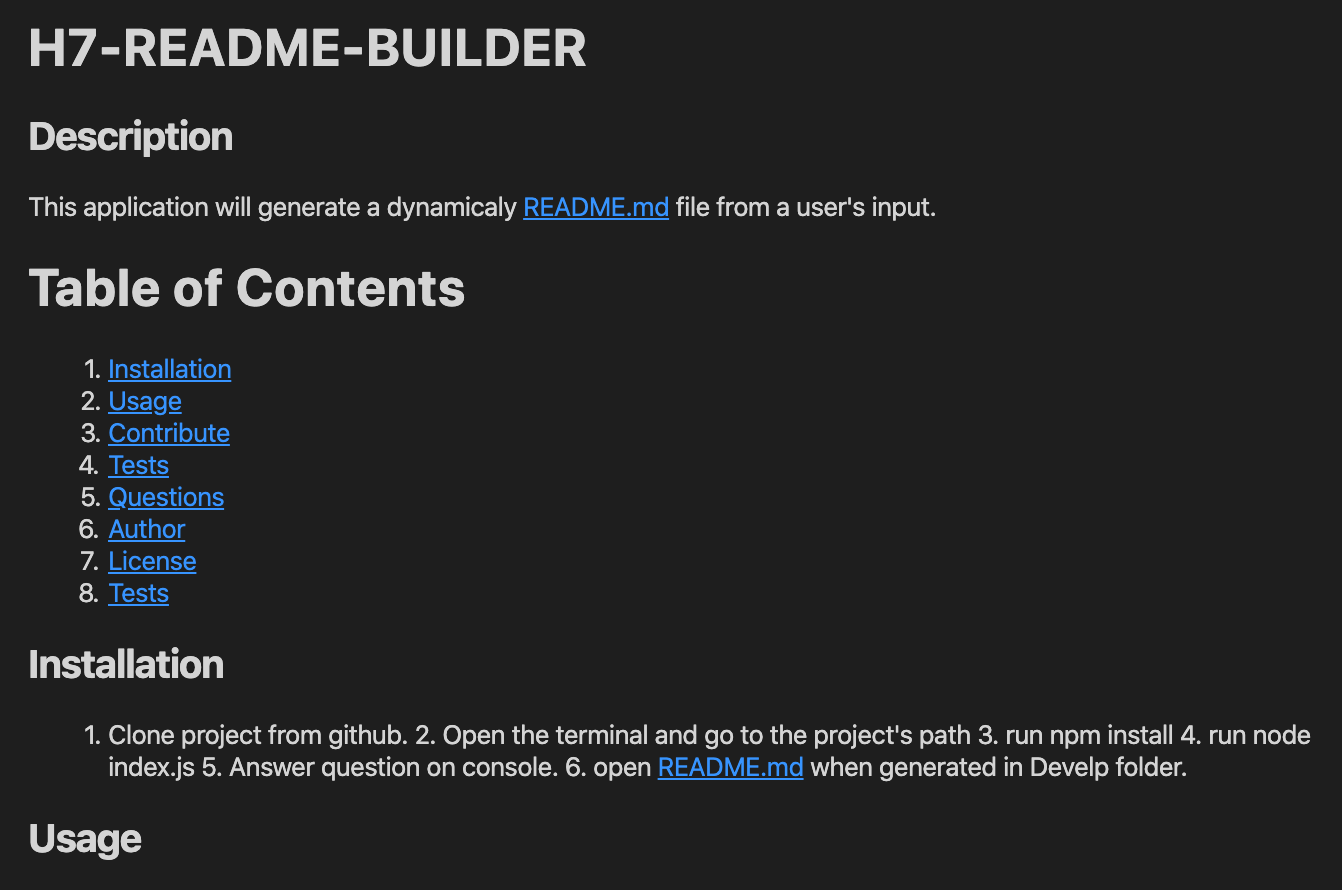 H7-README-BUILDER
Description
This application will generate a dynamicaly README.md file from a user's input.
Table of Contents
1. Installation
2. Usage
3. Contribute
4. Tests
5. Questions
6. Author
7. License
8. Tests
Installation
1. Clone project from github. 2. Open the terminal and go to the project's path 3. run npm install 4. run node
index.js 5. Answer question on console. 6. open README.md when generated in Develp folder.
Usage